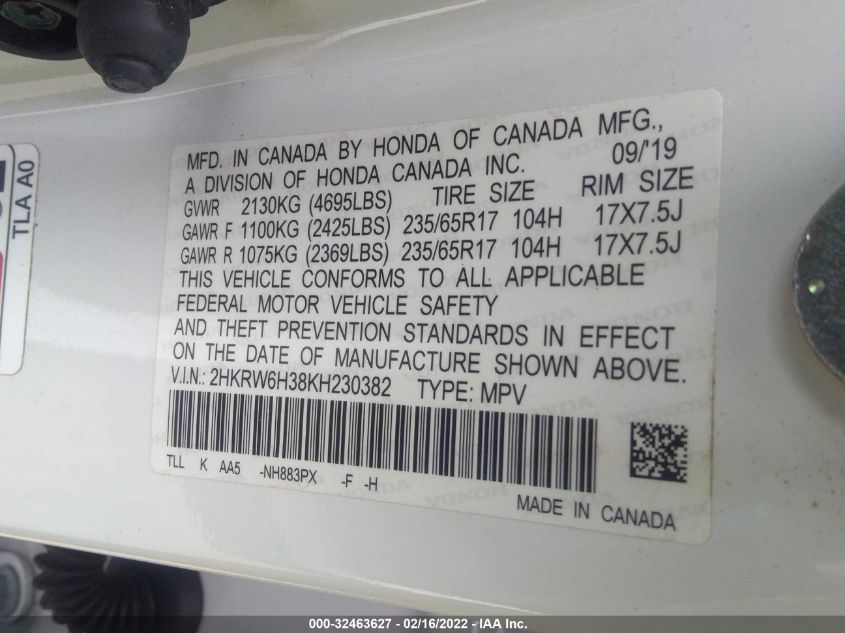 TLA A0
MFD. IN CANADA BY HONDA OF CANADA MFG.,
A DIVISION OF HONDA CANADA INC. 09/'19
GVWR 2130KG (4695LBS) TIRE SIZE RIM SIZE
GAWR F 1100KG (2425LBS) 235/65R17 104H 17X7.5J
GAWR R 1075KG (2369LBS) 235/65R17 104H 17X7.5J
THIS VEHICLE CONFORMS TO ALL APPLICABLE
FEDERAL MOTOR VEHICLE SAFETY
AND THEFT PREVENTION STANDARDS IN EFFECT
ON THE DATE OF MANUFACTURE SHOWN ABOVE.
V.I.N.: 2HKRW6H38KH230382 TYPE: MPV
TLL K AA5 -NH883PX -F -H
MADE IN CANADA
000-32463627 - 02/16/2022 - IAA Inc.